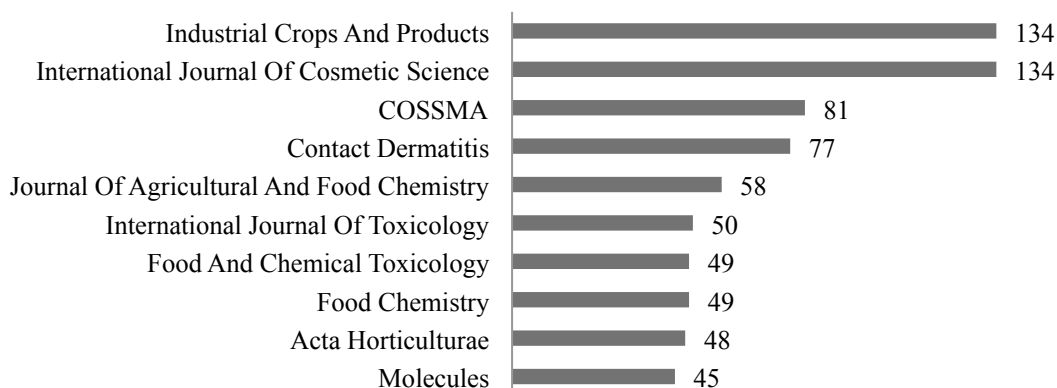 Industrial Crops And Products 134
International Journal Of Cosmetic Science 134
COSSMA 81
Contact Dermatitis 77
Journal Of Agricultural And Food Chemistry 58
International Journal Of Toxicology 50
Food And Chemical Toxicology 49
Food Chemistry 49
Acta Horticulturae 48
Molecules 45